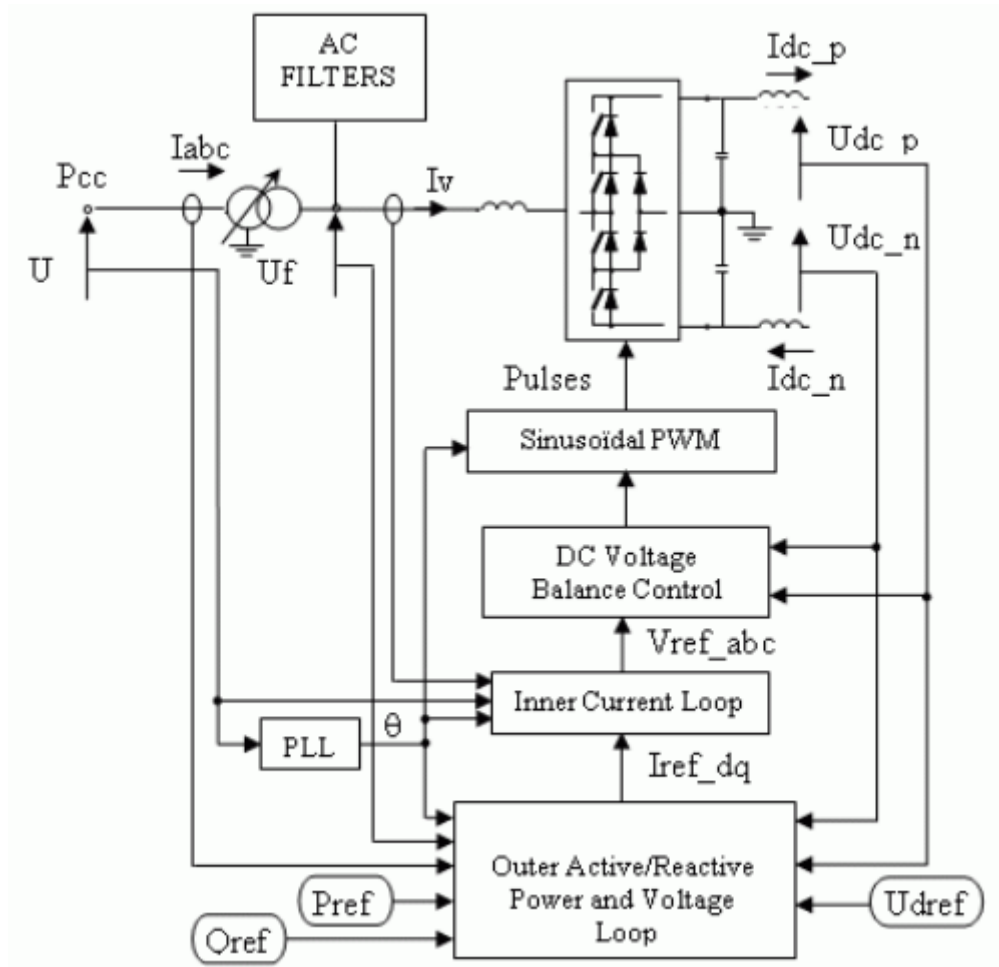 AC
FILTERS
Idc_p
Iabc
Udc_p
Pcc
Iv
Udc_n
U
Uf
Pulses
Idc_n
Sinusoïdal PWM
DC Voltage
Balance Control
Vref_abc
Inner Current Loop
θ
PLL
Iref_dq
Outer Active/Reactive
Power and Voltage
Loop
Pref
Udref
Qref